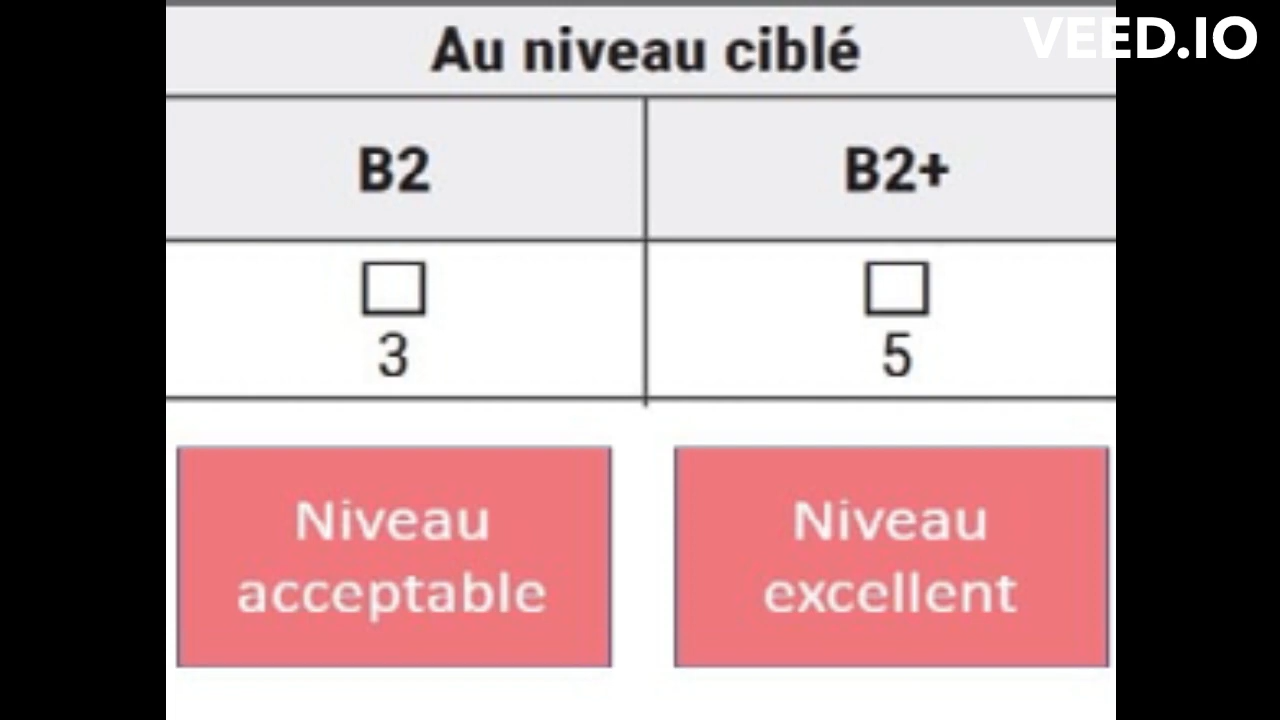 VEED.IO
Au niveau ciblé
B2 B2+
3 5
Niveau
acceptable
Niveau
excellent